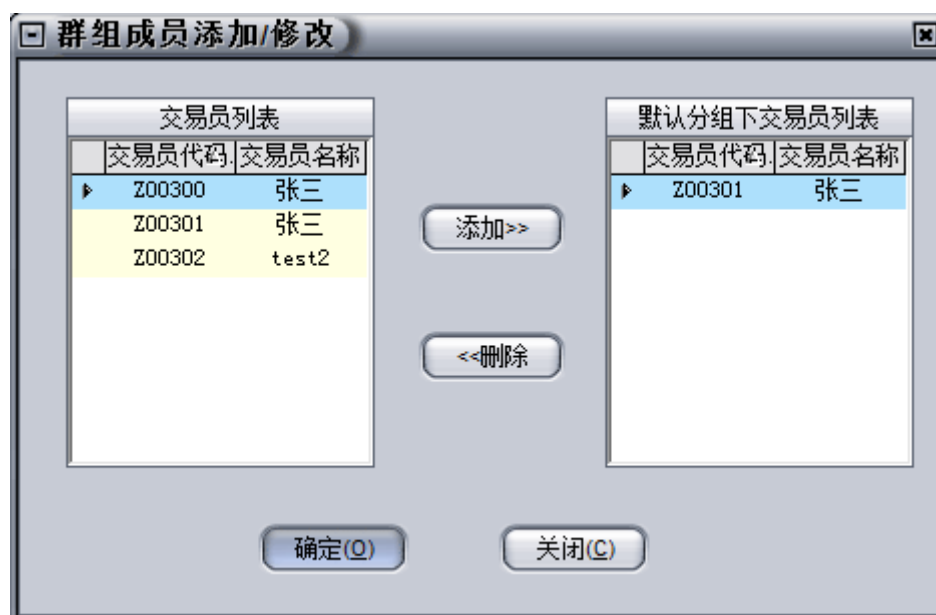 群组成员添加/修改
交易员列表
交易员代码 交易员名称
Z00300 张三
Z00301 张三
Z00302 test2
添加>>
<<删除
默认分组下交易员列表
交易员代码 交易员名称
Z00301 张三
确定(O)
关闭(C)